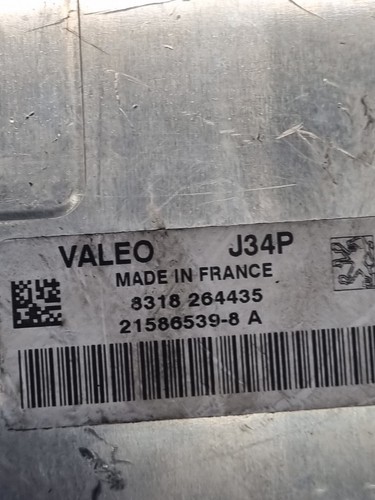 VALEO J34P
MADE IN FRANCE
8318 264435
21586539-8 A